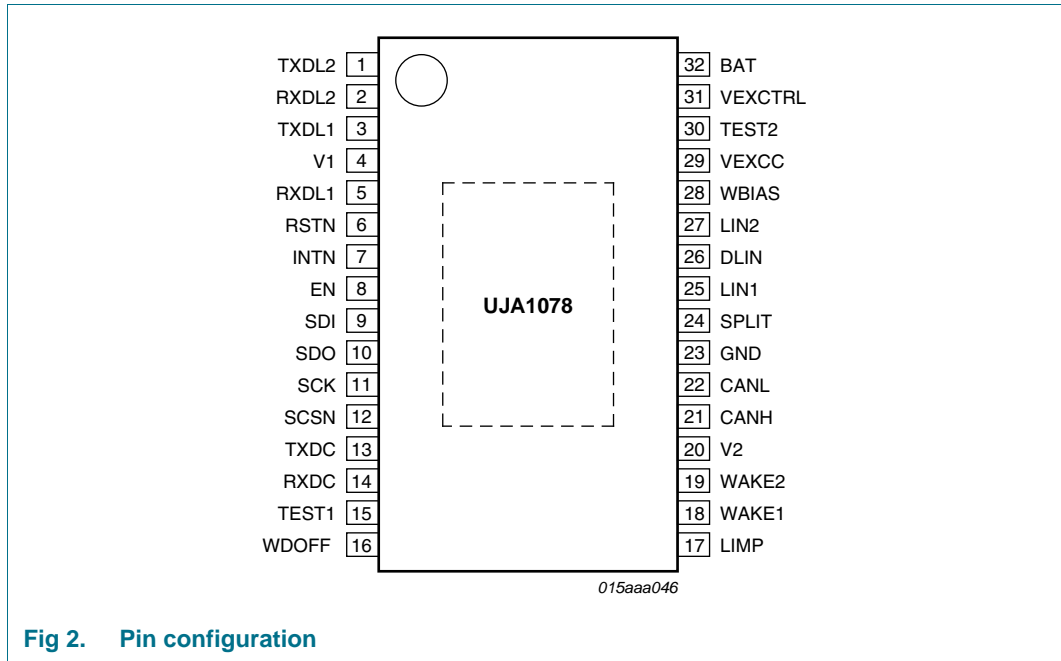 TXDL2 1 32 BAT
RXDL2 2 31 VEXCTRL
TXDL1 3 30 TEST2
V1 4 29 VEXCC
RXDL1 5 28 WBIAS
RSTN 6 27 LIN2
INTN 7 26 DLIN
EN 8 25 LIN1
UJA1078
SDI 9 24 SPLIT
SDO 10 23 GND
SCK 11 22 CANL
SCSN 12 21 CANH
TXDC 13 20 V2
RXDC 14 19 WAKE2
TEST1 15 18 WAKE1
WDOFF 16 17 LIMP
015aaa046
Fig 2. Pin configuration